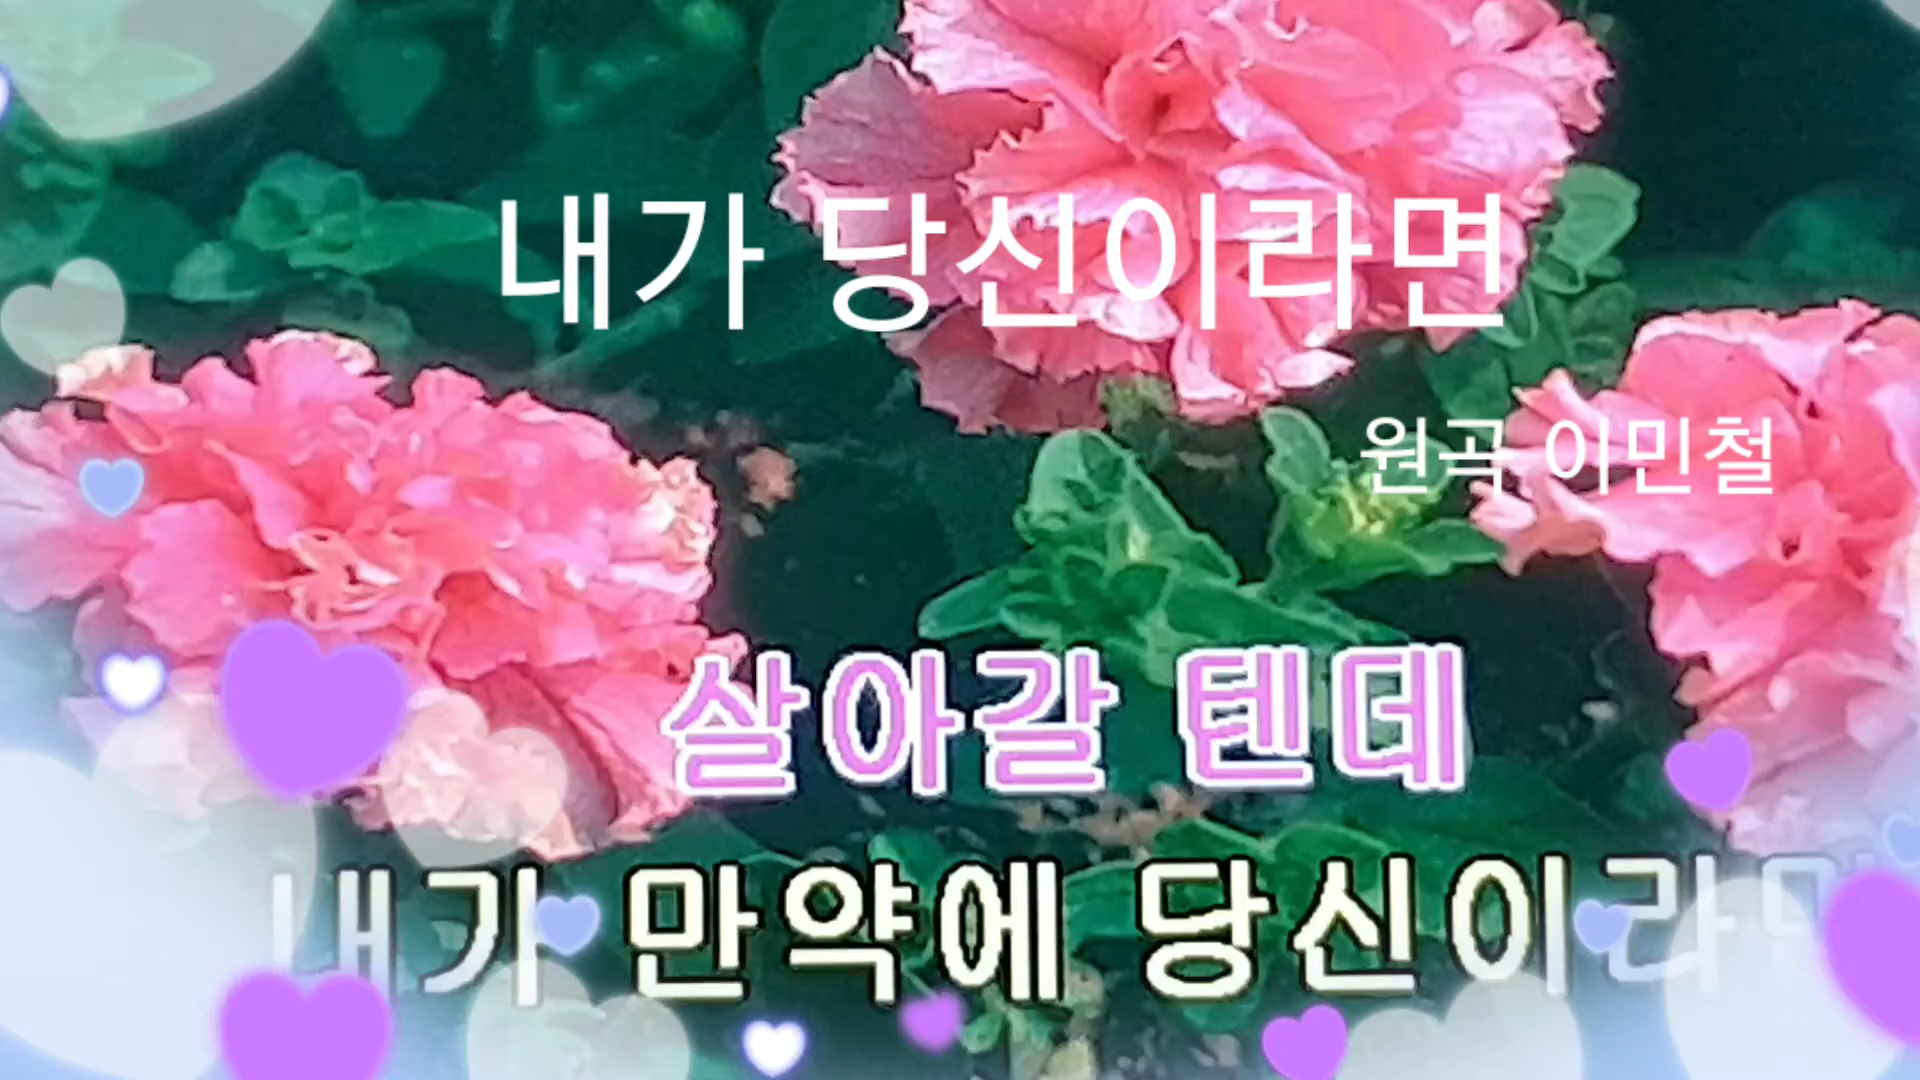 내가 당신이라면
원곡 이민철
살아갈 텐데
내가 만약에 당신이라면